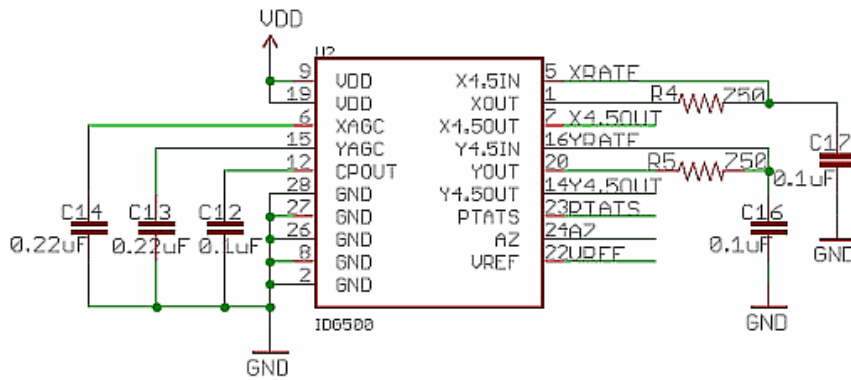 VDD
U2
9 VDD X4.5IN 5 XRATE
19 VDD XOUT 1 R4 750
6 XAGC X4.5OUT 7 X4.5OUT
15 YAGC Y4.5IN 16 YRATE C17
12 CPOUT YOUT 20 R5 750 0.1uF
28 GND Y4.5OUT 14 Y4.5OUT
C14 C13 C12 27 GND PTATS 23 PTATS C16
0.22uF 0.22uF 0.1uF 26 GND AZ 24 AZ 0.1uF
8 GND VREF 22 VREF GND
2 GND
GND
IDG500
GND